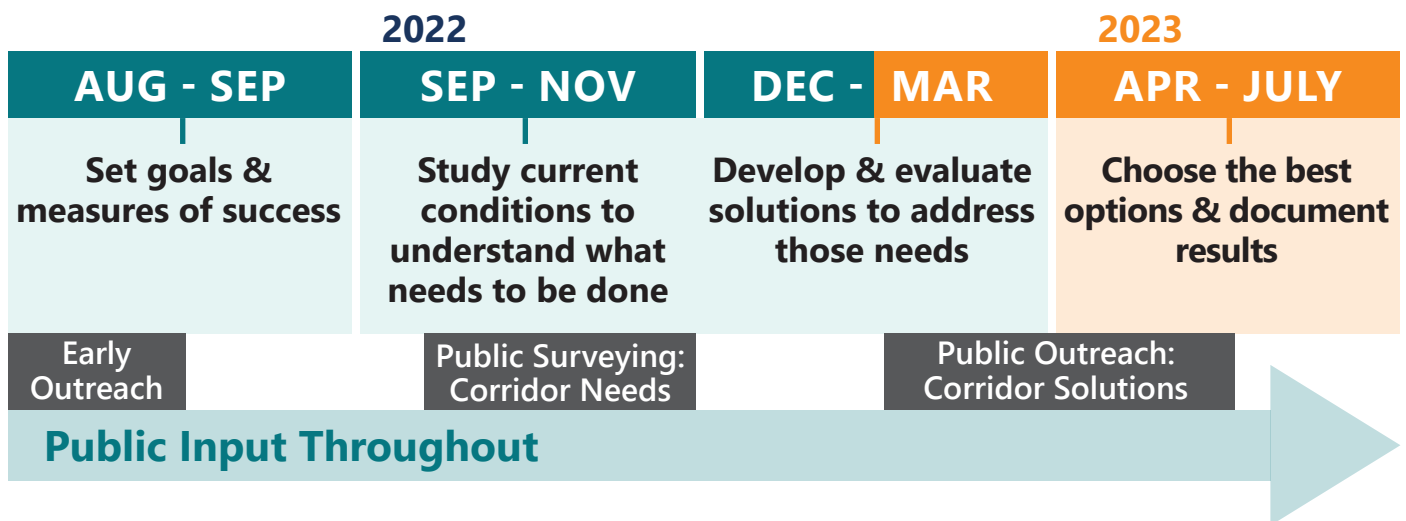 2022
2023
AUG - SEP
SEP - NOV
DEC - MAR
APR - JULY
Set goals &
measures of success
Study current
conditions to
understand what
needs to be done
Develop & evaluate
solutions to address
those needs
Choose the best
options & document
results
Early
Outreach
Public Surveying:
Corridor Needs
Public Outreach:
Corridor Solutions
Public Input Throughout